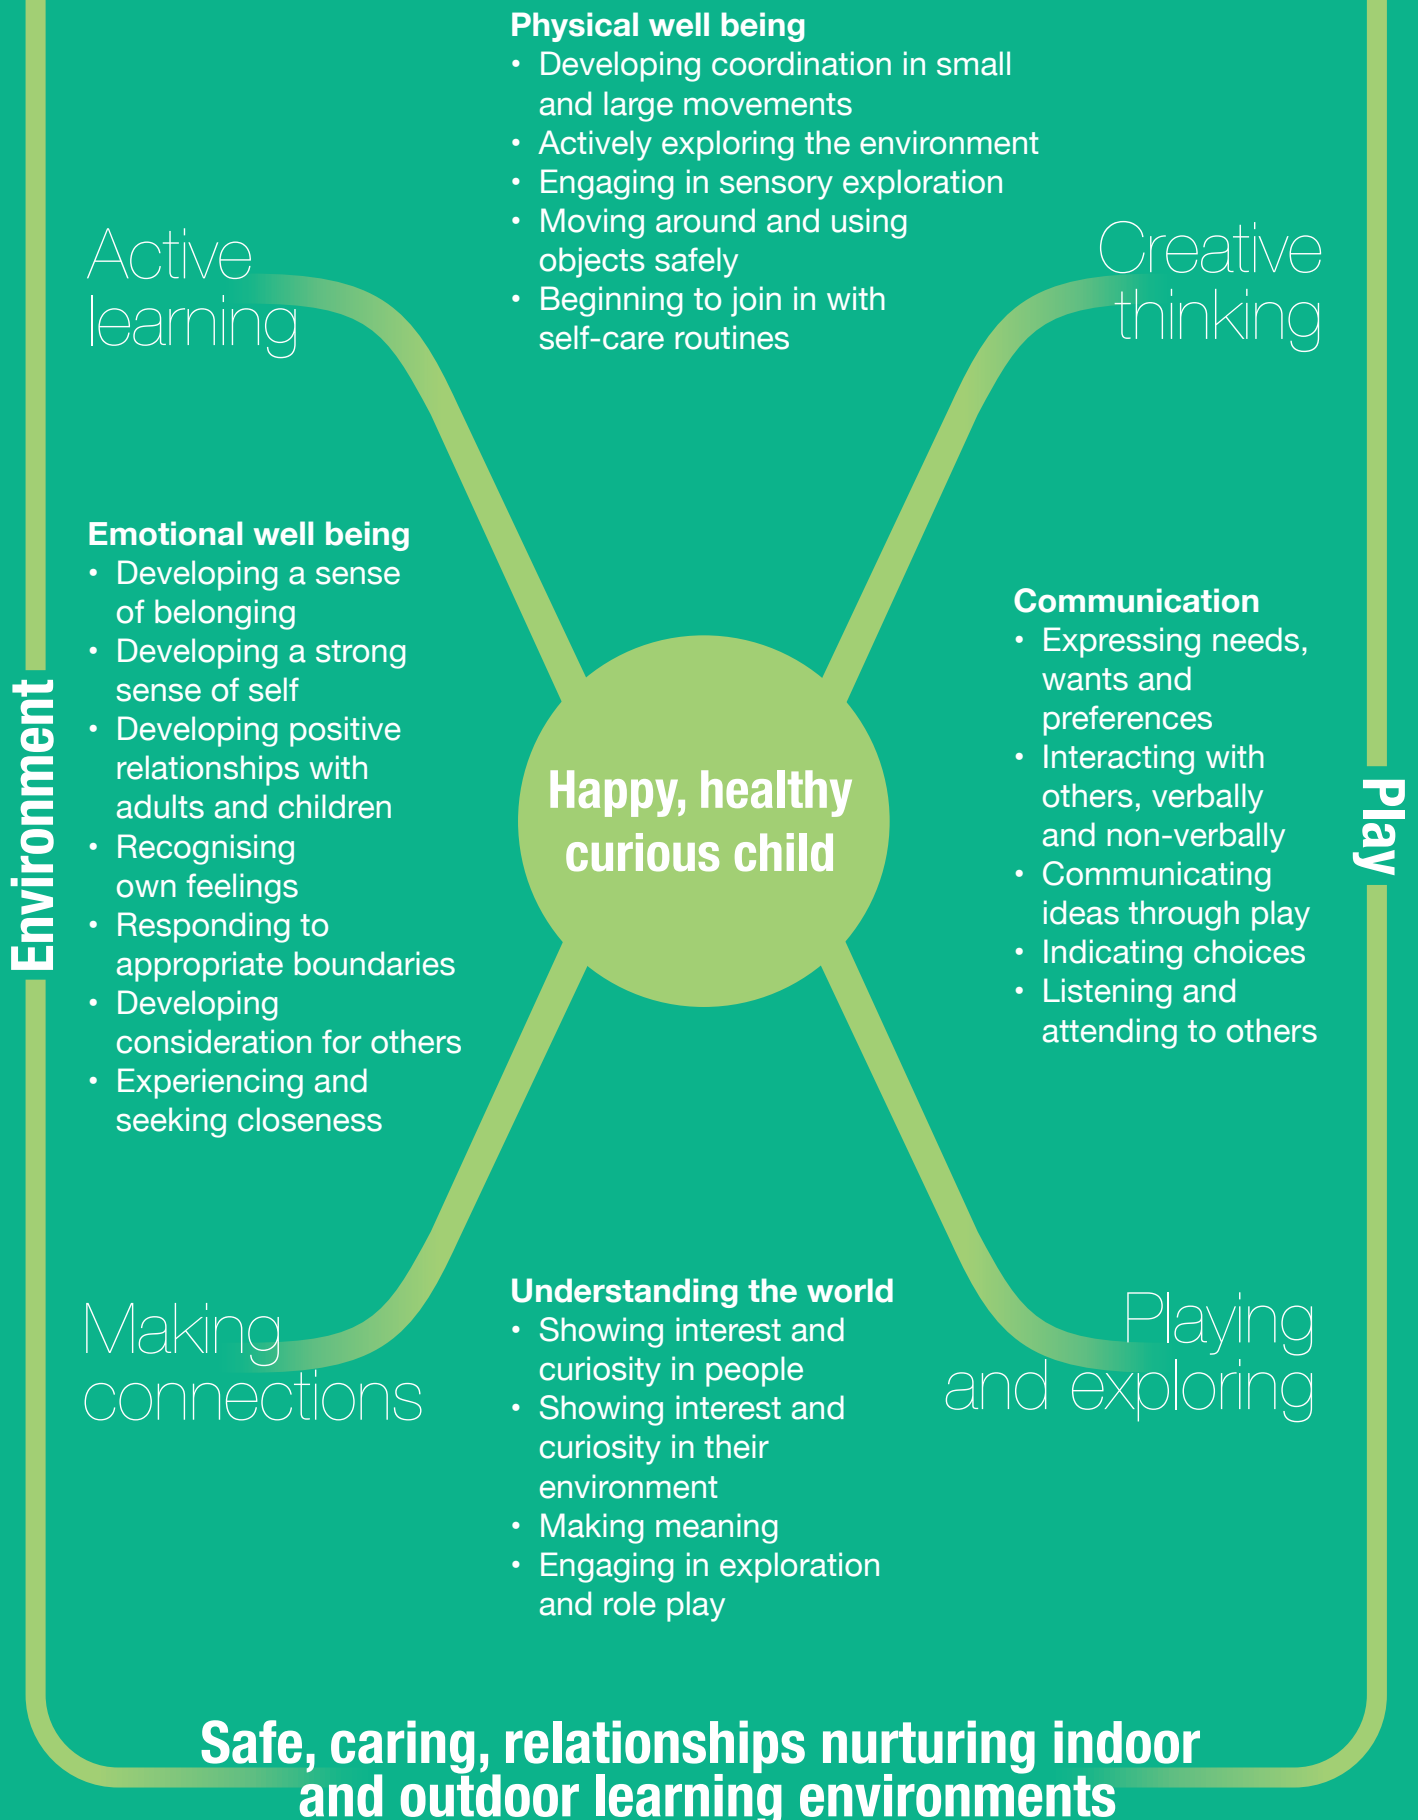 Physical well being
• Developing coordination in small
and large movements
• Actively exploring the environment
• Engaging in sensory exploration
• Moving around and using
objects safely
• Beginning to join in with
self-care routines
Active
learning
Creative
thinking
Emotional well being
• Developing a sense
of belonging
• Developing a strong
sense of self
• Developing positive
relationships with
adults and children
• Recognising
own feelings
• Responding to
appropriate boundaries
• Developing
consideration for others
• Experiencing and
seeking closeness
Environment
Happy, healthy
curious child
Communication
• Expressing needs,
wants and
preferences
• Interacting with
others, verbally
and non-verbally
• Communicating
ideas through play
• Indicating choices
• Listening and
attending to others
Play
Making
connections
Understanding the world
• Showing interest and
curiosity in people
• Showing interest and
curiosity in their
environment
• Making meaning
• Engaging in exploration
and role play
Playing
and exploring
Safe, caring, relationships nurturing indoor
and outdoor learning environments